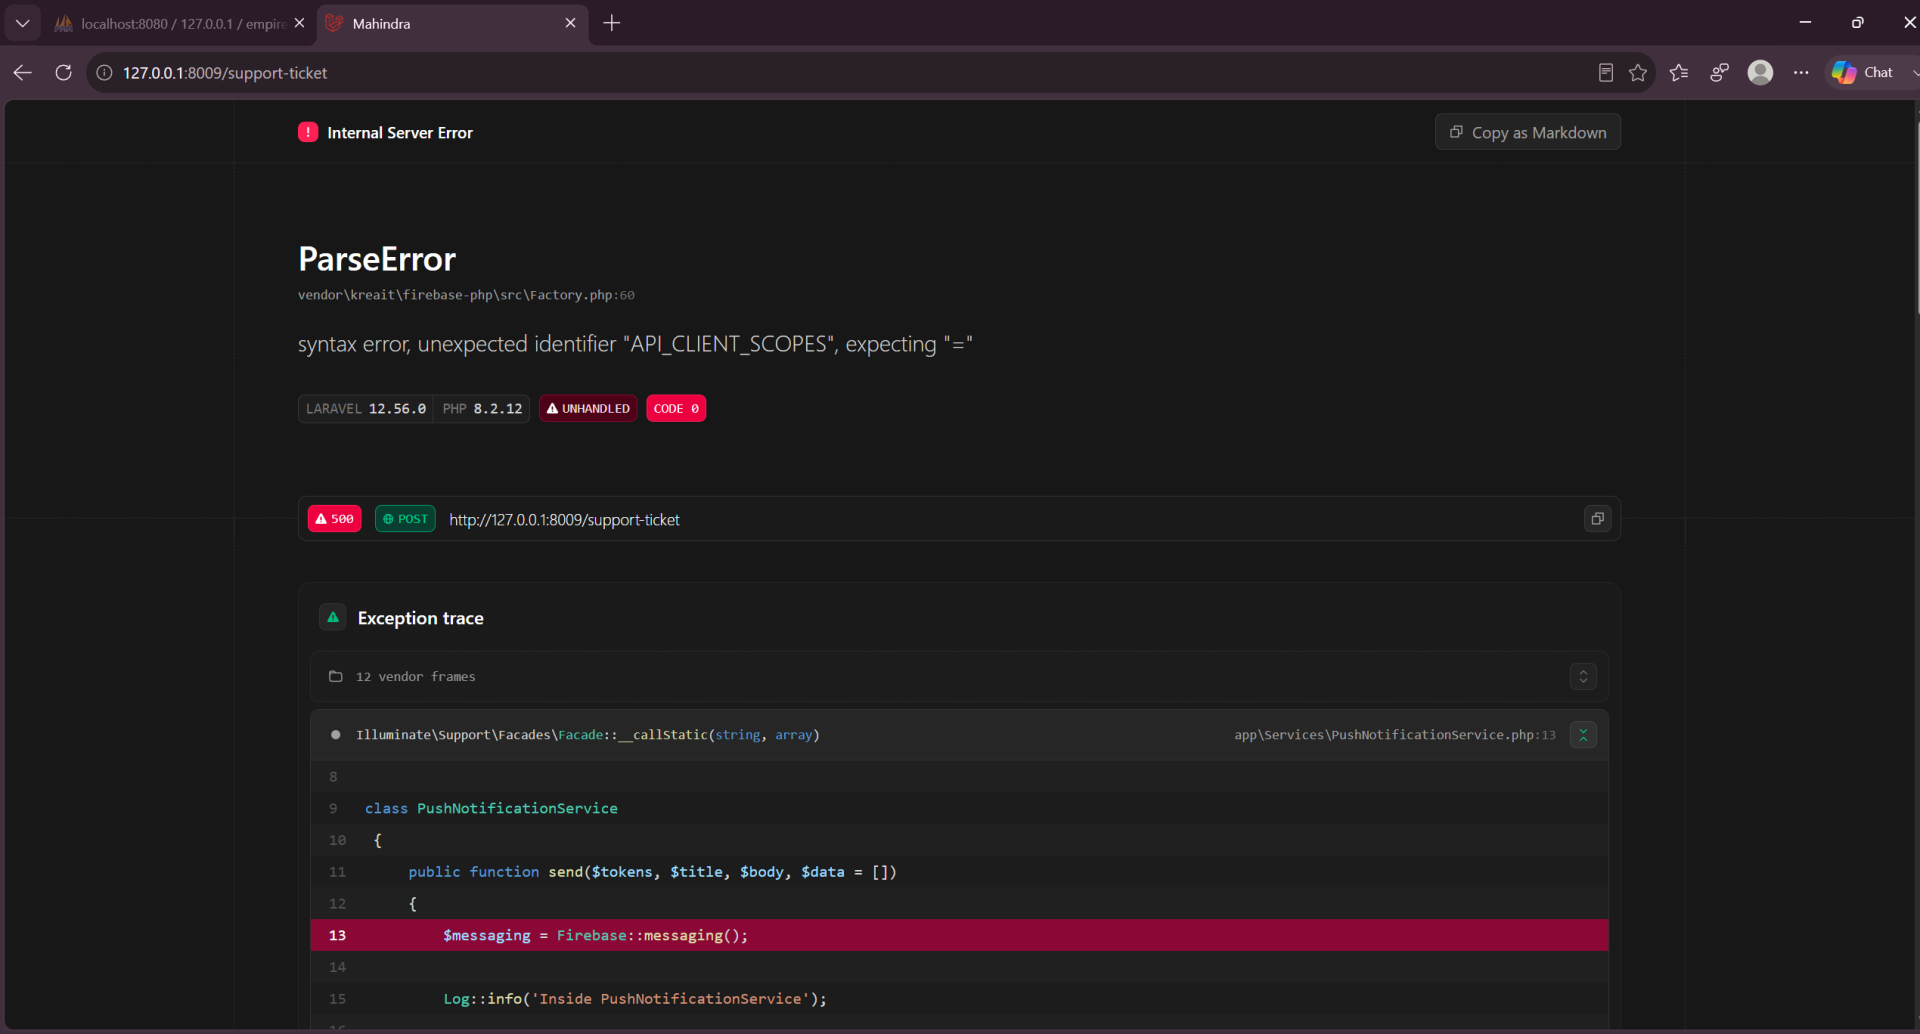 localhost:8080 / 127.0.0.1 / empire
Mahindra
127.0.0.1:8009/support-ticket
Chat
Internal Server Error
Copy as Markdown
ParseError
vendor\kreait\firebase-php\src\Factory.php:60
syntax error, unexpected identifier "API_CLIENT_SCOPES", expecting "="
LARAVEL 12.56.0 PHP 8.2.12 UNHANDLED CODE 0
500 POST http://127.0.0.1:8009/support-ticket
Exception trace
12 vendor frames
Illuminate\Support\Facades\Facade::__callStatic(string, array) app\Services\PushNotificationService.php:13
8
9 class PushNotificationService
10 {
11 public function send($tokens, $title, $body, $data = [])
12 {
13 $messaging = Firebase::messaging();
14
15 Log::info('Inside PushNotificationService');
16